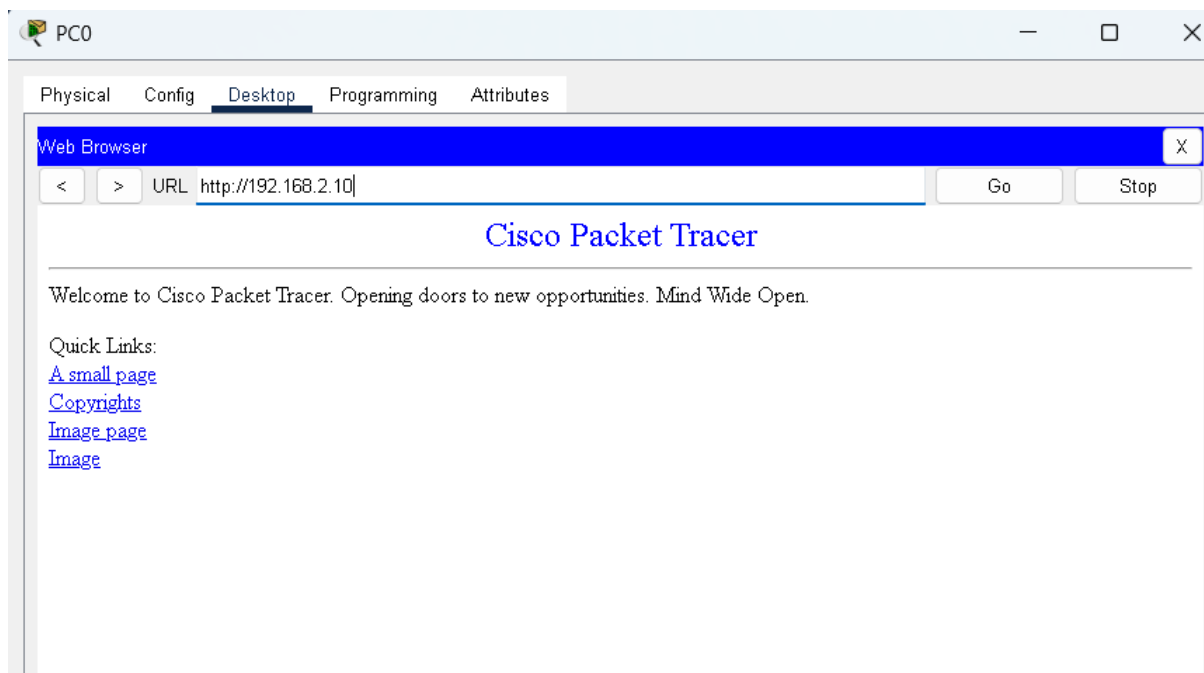 PC0
Physical Config Desktop Programming Attributes
Web Browser X
< > URL http://192.168.2.10 Go Stop
Cisco Packet Tracer
Welcome to Cisco Packet Tracer. Opening doors to new opportunities. Mind Wide Open.
Quick Links:
A small page
Copyrights
Image page
Image